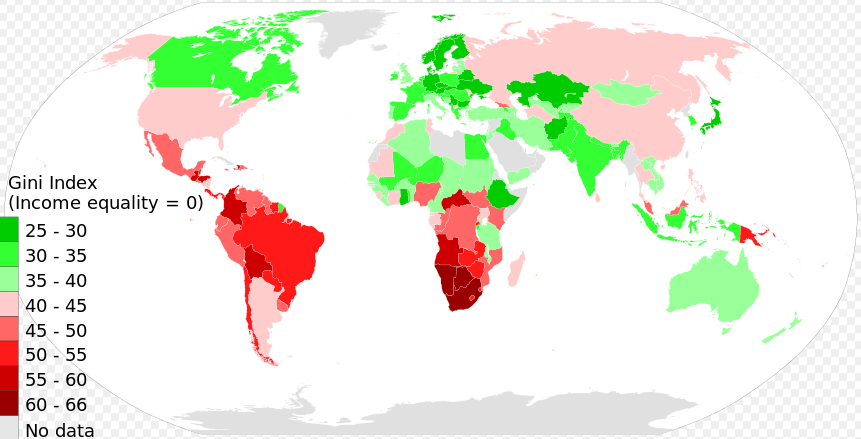 Gini Index
(Income equality = 0)
25 - 30
30 - 35
35 - 40
40 - 45
45 - 50
50 - 55
55 - 60
60 - 66
No data